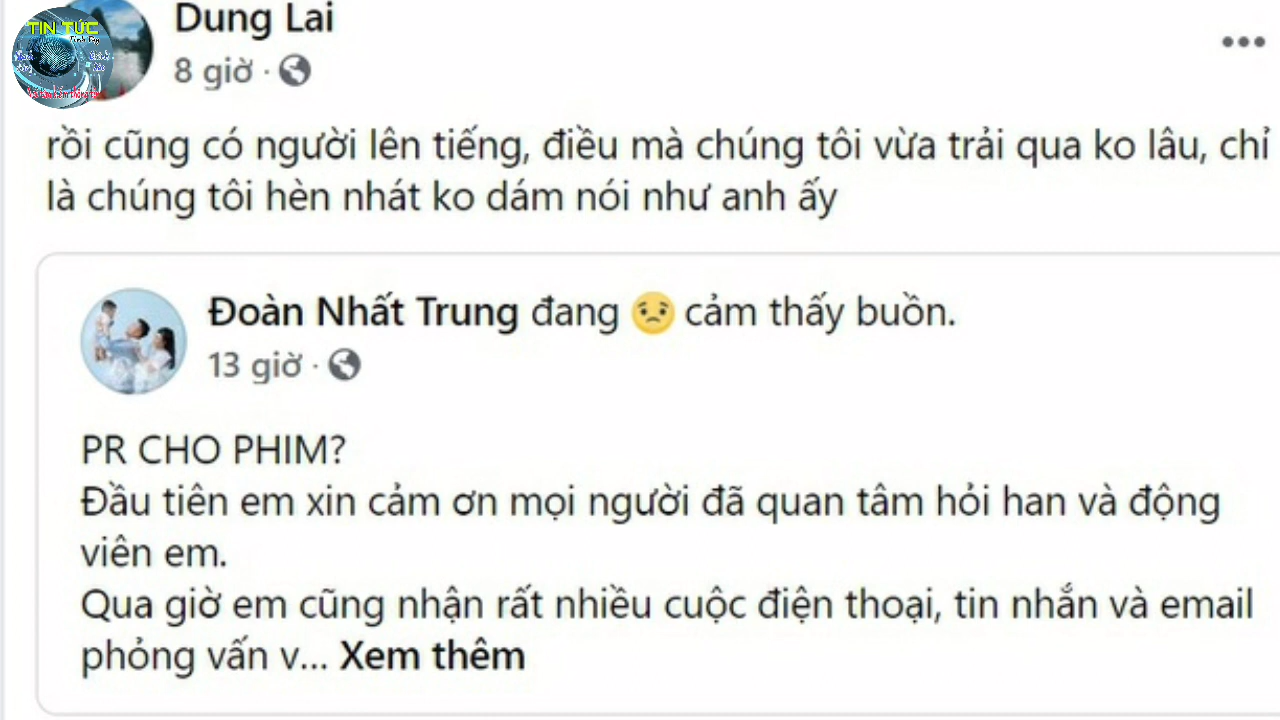 TIN TỨC
Dung Lai
8 giờ ·
rồi cũng có người lên tiếng, điều mà chúng tôi vừa trải qua ko lâu, chỉ
là chúng tôi hèn nhát ko dám nói như anh ấy
Đoàn Nhất Trung đang 😟 cảm thấy buồn.
13 giờ ·
PR CHO PHIM?
Đầu tiên em xin cảm ơn mọi người đã quan tâm hỏi han và động
viên em.
Qua giờ em cũng nhận rất nhiều cuộc điện thoại, tin nhắn và email
phỏng vấn v... Xem thêm